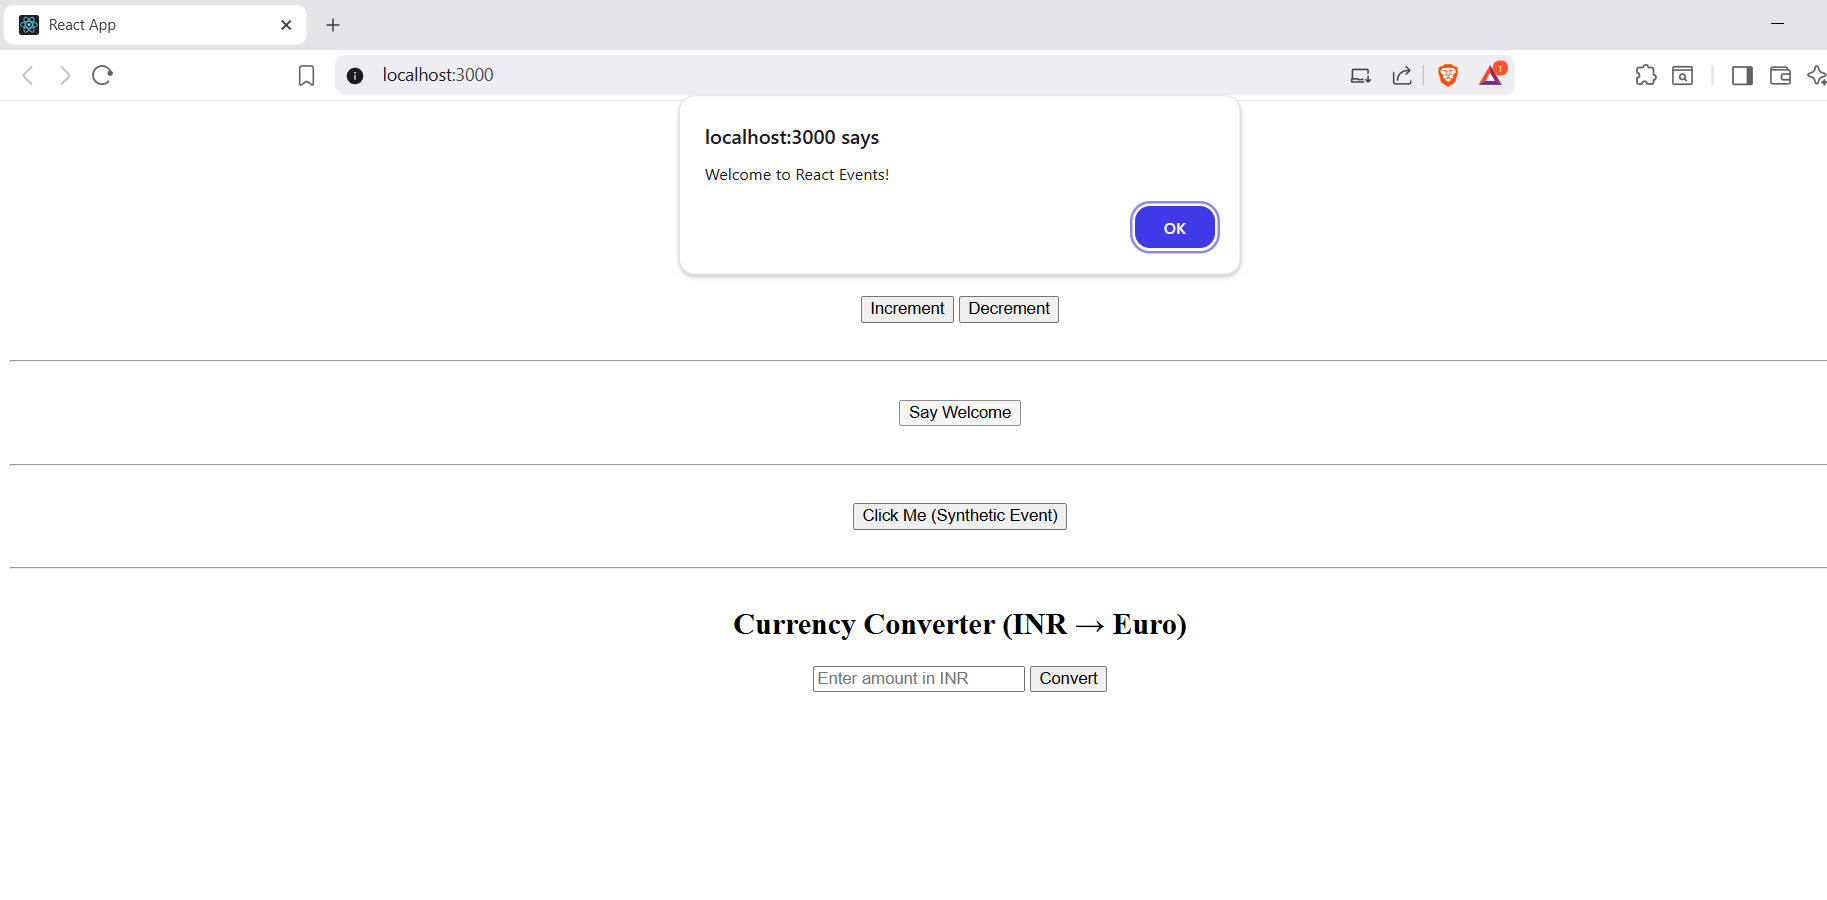 React App
localhost:3000
1
localhost:3000 says
Welcome to React Events!
OK
Increment Decrement
Say Welcome
Click Me (Synthetic Event)
Currency Converter (INR → Euro)
Enter amount in INR Convert